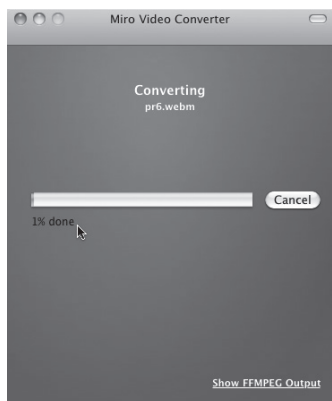 Miro Video Converter
Converting
pr6.webm
Cancel
1% done
Show FFMPEG Output